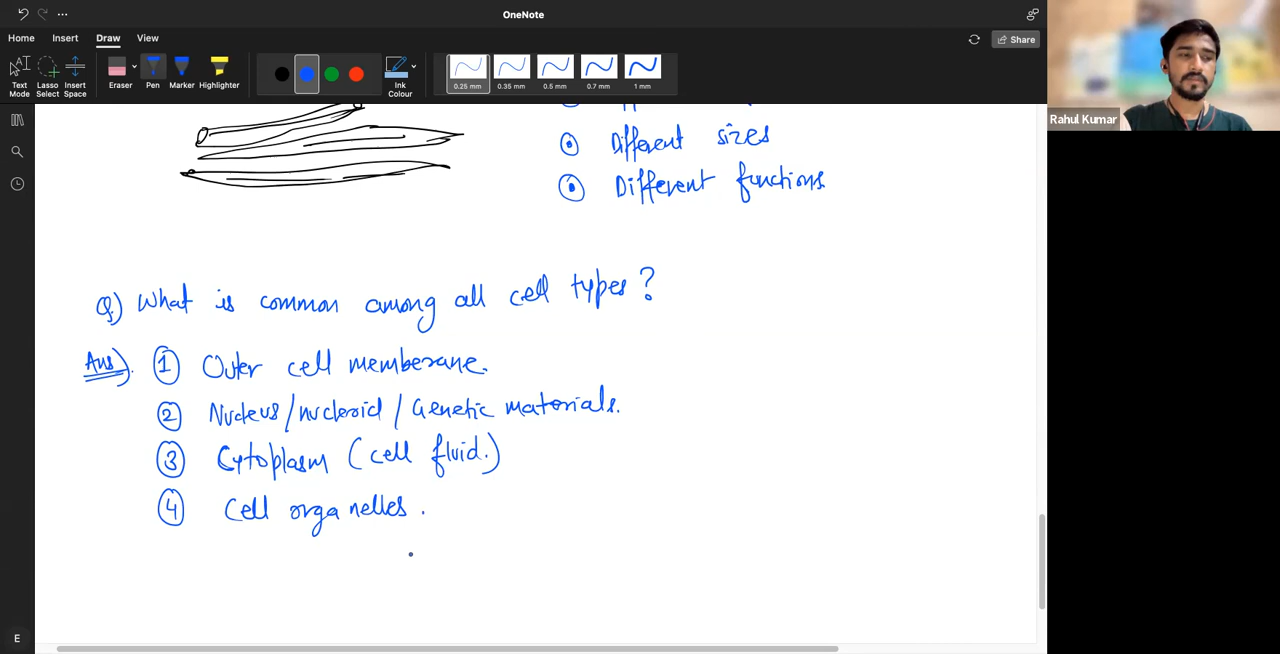 OneNote
Home Insert Draw View
Share
Text Mode
Lasso Select
Insert Space
Eraser
Pen
Marker
Highlighter
Ink Colour
0.25 mm
0.35 mm
0.5 mm
0.7 mm
1 mm
Rahul Kumar
Different sizes
Different functions
Q) What is common among all cell types?
Ans). 1 Outer cell memberane.
2 Nucleus/nucleoid/Genetic materials.
3 Cytoplasm (cell fluid.)
4 Cell organelles.
E